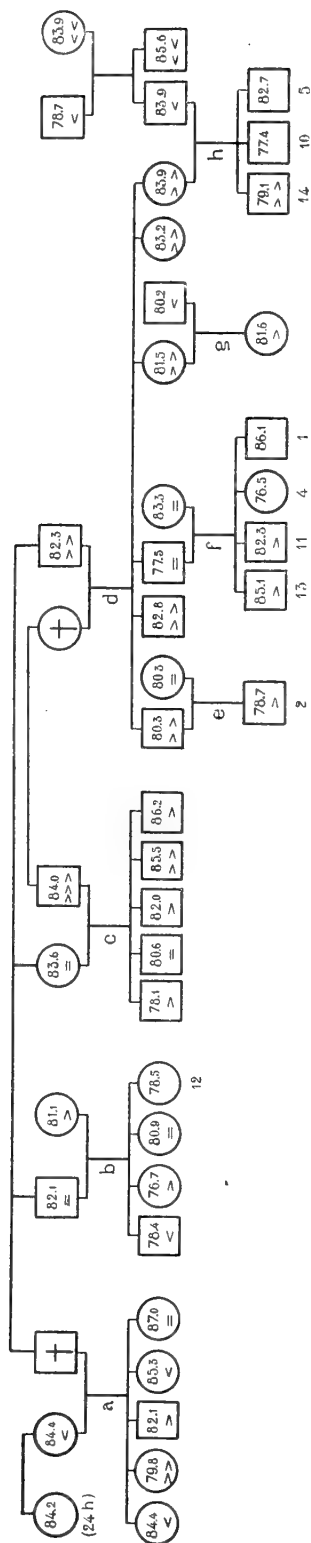 78.7 < 83.9 <<
83.9 < 85.6 <<
84.2 84.4 < 82.1 = 81.1 > 83.6 = 84.0 >>> 82.3 >>
(24 h)
a b c d
80.3 >> 80.3 = 82.8 >> 77.5 = 83.3 = 81.5 >> 80.2 < 83.2 >> 83.9 >>
84.4 < 79.8 >> 82.1 > 85.3 < 87.0 =
78.4 < 76.7 > 80.9 = 78.5
78.1 > 80.6 = 82.0 > 85.5 >> 86.2 >
e f g h
78.7 > 85.1 > 82.3 > 76.5 86.1 81.6 > 79.1 >> 77.4 82.7
12
2 13 11 4 1 14 10 5